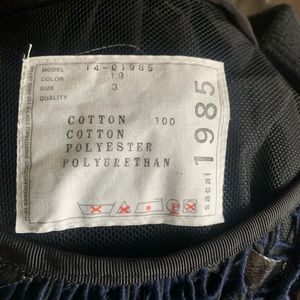 MODEL 14-01985
COLOR 19
SIZE 3
QUALITY
COTTON 100
COTTON
POLYESTER
POLYURETHAN
sacai 1985